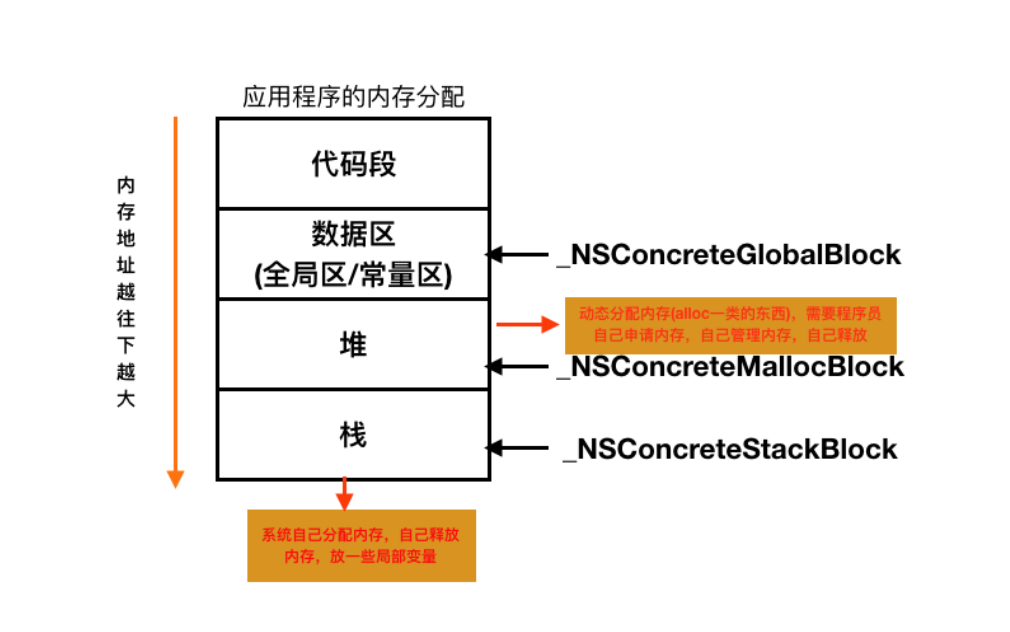 应用程序的内存分配
内存地址越往下越大
代码段
数据区
(全局区/常量区)
_NSConcreteGlobalBlock
动态分配内存(alloc一类的东西)，需要程序员
自己申请内存，自己管理内存，自己释放
堆
_NSConcreteMallocBlock
栈
_NSConcreteStackBlock
系统自己分配内存，自己释放
内存，放一些局部变量